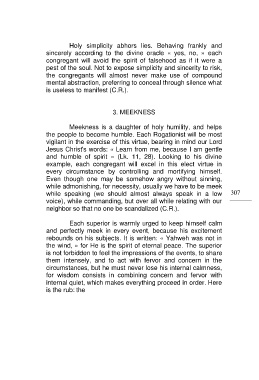 Holy simplicity abhors lies. Behaving frankly and
sincerely according to the divine oracle « yes, no, » each
congregant will avoid the spirit of falsehood as if it were a
pest of the soul. Not to expose simplicity and sincerity to risk,
the congregants will almost never make use of compound
mental abstraction, preferring to conceal through silence what
is useless to manifest (C.R.).
3. MEEKNESS
Meekness is a daughter of holy humility, and helps
the people to become humble. Each Rogationist will be most
vigilant in the exercise of this virtue, bearing in mind our Lord
Jesus Christ's words: « Learn from me, because I am gentle
and humble of spirit » (Lk. 11, 28). Looking to his divine
example, each congregant will excel in this elect virtue in
every circumstance by controlling and mortifying himself.
Even though one may be somehow angry without sinning,
while admonishing, for necessity, usually we have to be meek
while speaking (we should almost always speak in a low
voice), while commanding, but over all while relating with our
neighbor so that no one be scandalized (C.R.).
307
Each superior is warmly urged to keep himself calm
and perfectly meek in every event, because his excitement
rebounds on his subjects. It is written: « Yahweh was not in
the wind, » for He is the spirit of eternal peace. The superior
is not forbidden to feel the impressions of the events, to share
them intensely, and to act with fervor and concern in the
circumstances, but he must never lose his internal calmness,
for wisdom consists in combining concern and fervor with
internal quiet, which makes everything proceed in order. Here
is the rub: the